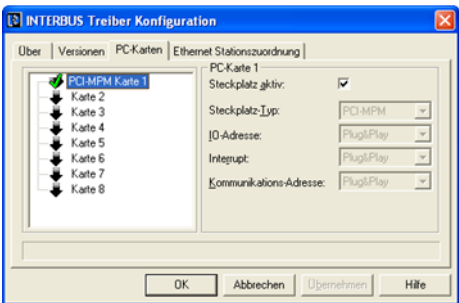 INTERBUS Treiber Konfiguration
Über Versionen PC-Karten Ethernet Stationszuordnung
PCI-MPM Karte 1
Karte 2
Karte 3
Karte 4
Karte 5
Karte 6
Karte 7
Karte 8
PC-Karte 1
Steckplatz aktiv:
Steckplatz-Typ: PCI-MPM
IO-Adresse: Plug&Play
Interrupt: Plug&Play
Kommunikations-Adresse: Plug&Play
OK Abbrechen Übernehmen Hilfe